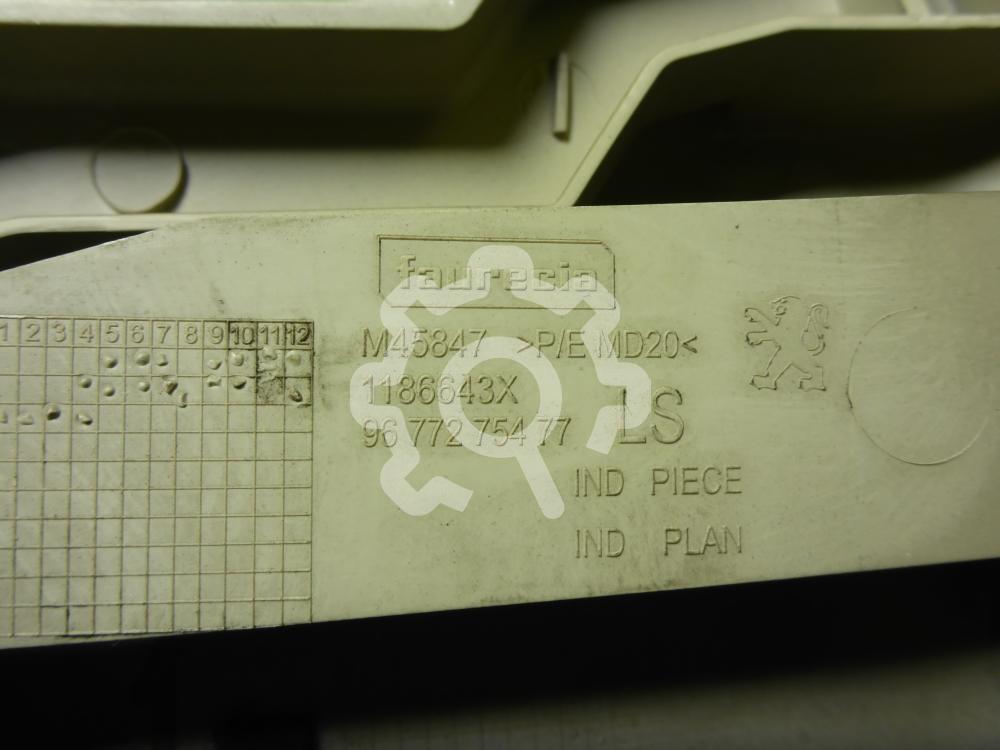 faurecia
M45847 >P/E MD20<
1186643X
96 772 754 77 LS
IND PIECE
IND PLAN
1 2 3 4 5 6 7 8 9 10 11 12